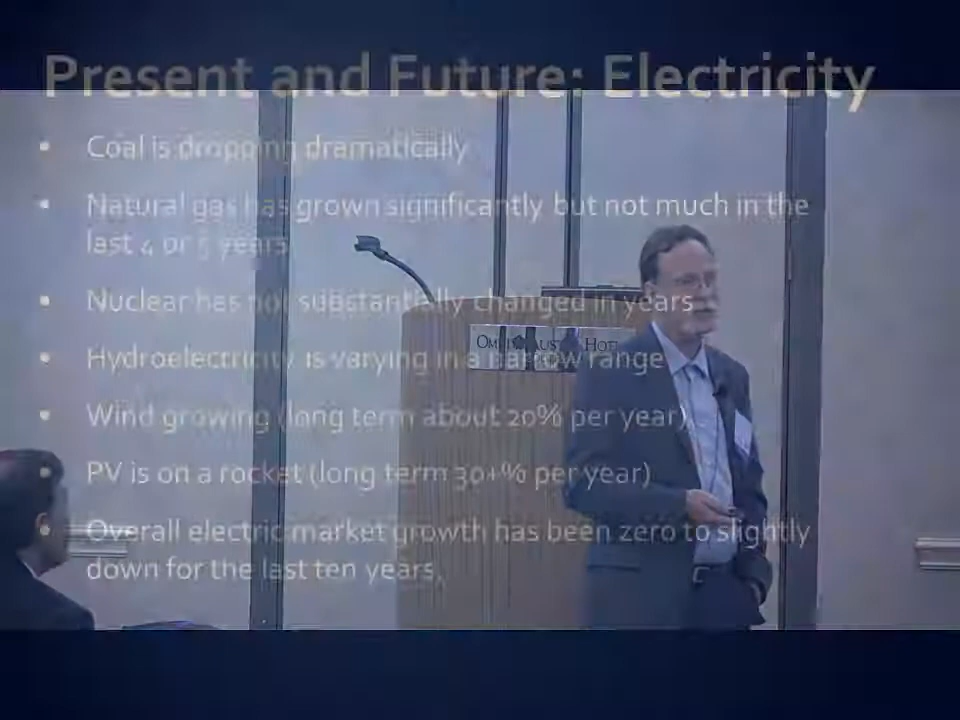 Present and Future: Electricity
• Coal is dropping dramatically
• Natural gas has grown significantly but not much in the
last 4 or 5 years
• Nuclear has not substantially changed in years
• Hydroelectricity is varying in a narrow range
• Wind growing (long term about 20% per year)
• PV is on a rocket (long term 30+% per year)
• Overall electric market growth has been zero to slightly
down for the last ten years.